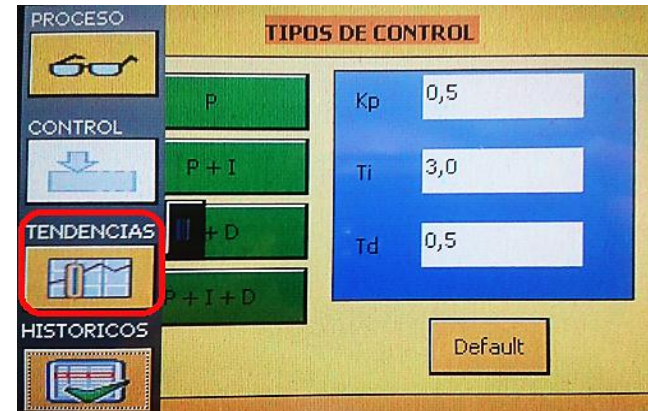 PROCESO
CONTROL
TENDENCIAS
HISTORICOS
TIPOS DE CONTROL
P
P + I
+ D
P + I + D
Kp 0,5
Ti 3,0
Td 0,5
Default